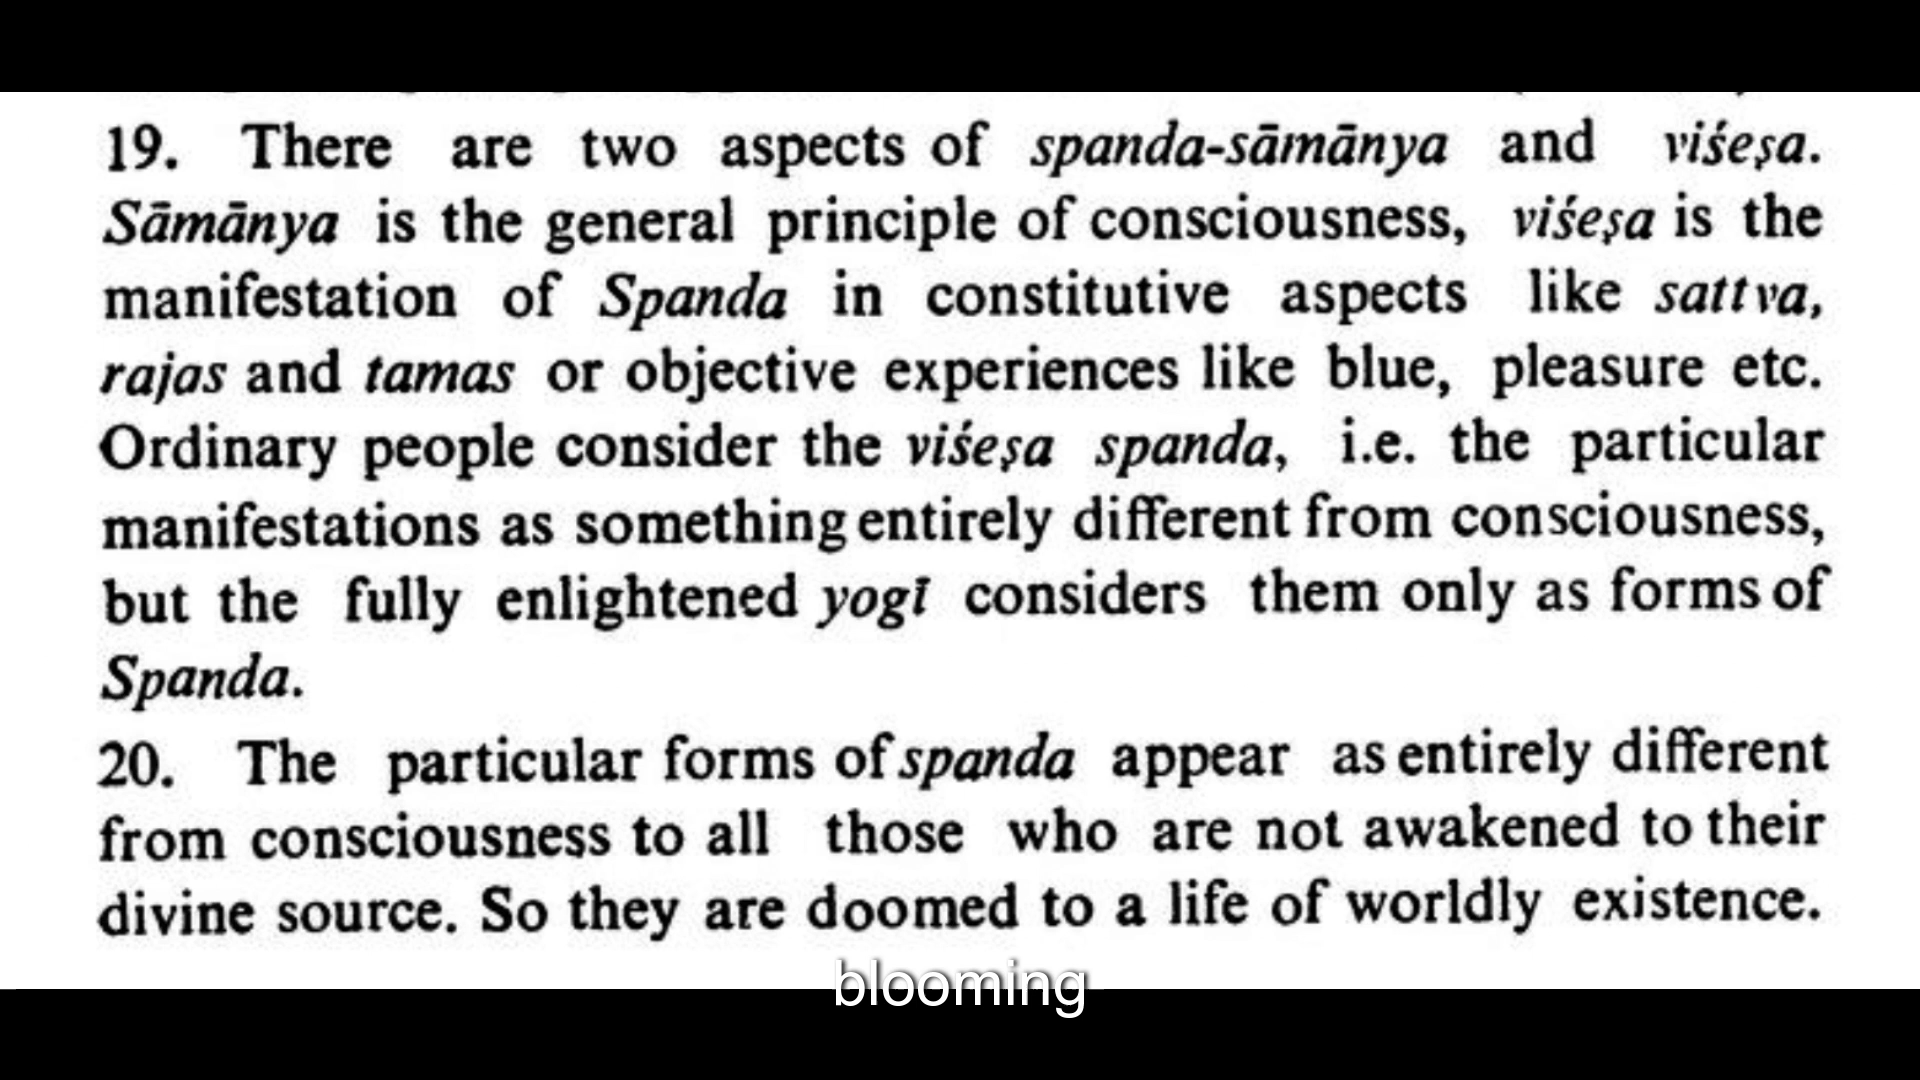 19. There are two aspects of spanda-sāmānya and viśeṣa.
Sāmānya is the general principle of consciousness, viśeṣa is the
manifestation of Spanda in constitutive aspects like sattva,
rajas and tamas or objective experiences like blue, pleasure etc.
Ordinary people consider the viśeṣa spanda, i.e. the particular
manifestations as something entirely different from consciousness,
but the fully enlightened yogī considers them only as forms of
Spanda.
20. The particular forms of spanda appear as entirely different
from consciousness to all those who are not awakened to their
divine source. So they are doomed to a life of worldly existence.
blooming